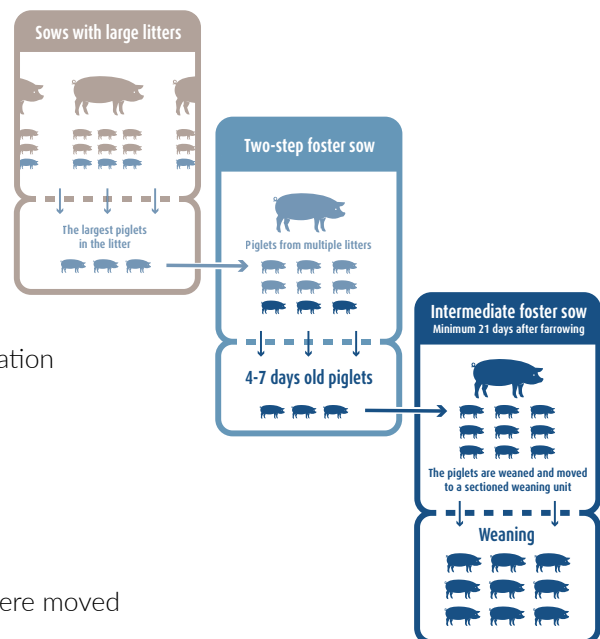 Sows with large litters
The largest piglets
in the litter
Two-step foster sow
Piglets from multiple litters
4-7 days old piglets
Intermediate foster sow
Minimum 21 days after farrowing
The piglets are weaned and moved
to a sectioned weaning unit
Weaning
ation
ere moved